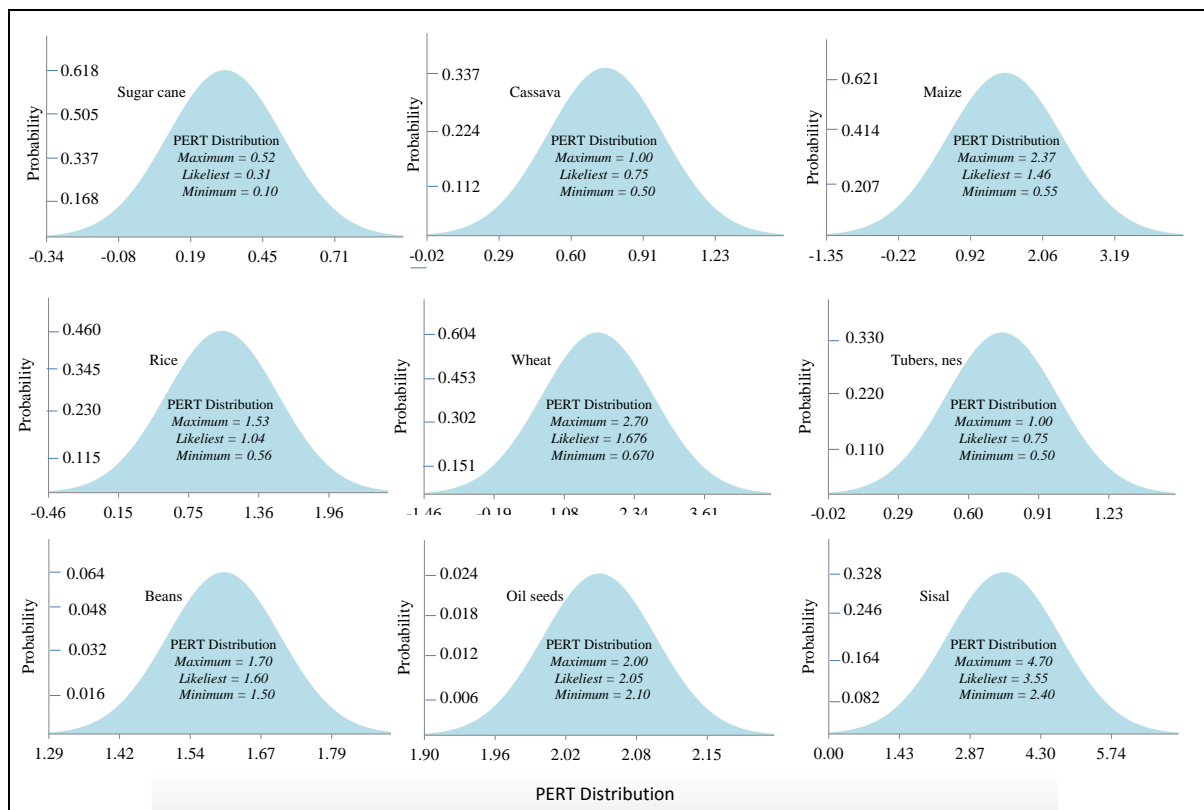 Probability
0.618
0.505
0.337
0.168
Sugar cane
PERT Distribution
Maximum = 0.52
Likeliest = 0.31
Minimum = 0.10
-0.34 -0.08 0.19 0.45 0.71
0.337
0.224
0.112
Cassava
PERT Distribution
Maximum = 1.00
Likeliest = 0.75
Minimum = 0.50
-0.02 0.29 0.60 0.91 1.23
Probability
0.621
0.414
0.207
Maize
PERT Distribution
Maximum = 2.37
Likeliest = 1.46
Minimum = 0.55
-1.35 -0.22 0.92 2.06 3.19
Probability
0.460
0.345
0.230
0.115
Rice
PERT Distribution
Maximum = 1.53
Likeliest = 1.04
Minimum = 0.56
-0.46 0.15 0.75 1.36 1.96
Probability
0.604
0.453
0.302
0.151
Wheat
PERT Distribution
Maximum = 2.70
Likeliest = 1.676
Minimum = 0.670
-1.46 -0.19 1.08 2.34 3.61
Probability
0.330
0.220
0.110
Tubers, nes
PERT Distribution
Maximum = 1.00
Likeliest = 0.75
Minimum = 0.50
-0.02 0.29 0.60 0.91 1.23
Probability
0.064
0.048
0.032
0.016
Beans
PERT Distribution
Maximum = 1.70
Likeliest = 1.60
Minimum = 1.50
1.29 1.42 1.54 1.67 1.79
Probability
0.024
0.018
0.012
0.006
Oil seeds
PERT Distribution
Maximum = 2.00
Likeliest = 2.05
Minimum = 2.10
1.90 1.96 2.02 2.08 2.15
Probability
0.328
0.246
0.164
0.082
Sisal
PERT Distribution
Maximum = 4.70
Likeliest = 3.55
Minimum = 2.40
0.00 1.43 2.87 4.30 5.74
PERT Distribution